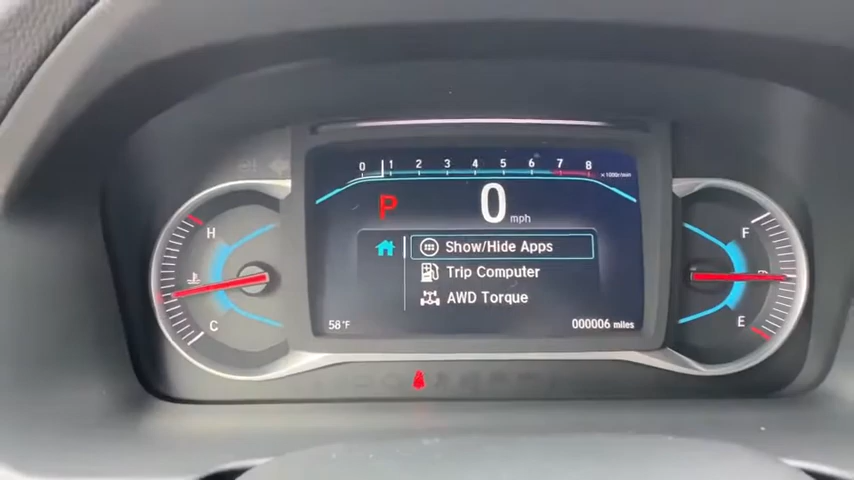 0 1 2 3 4 5 6 7 8
x1000r/min
P
0 mph
H
C
F
E
Show/Hide Apps
Trip Computer
AWD Torque
58°F
000006 miles